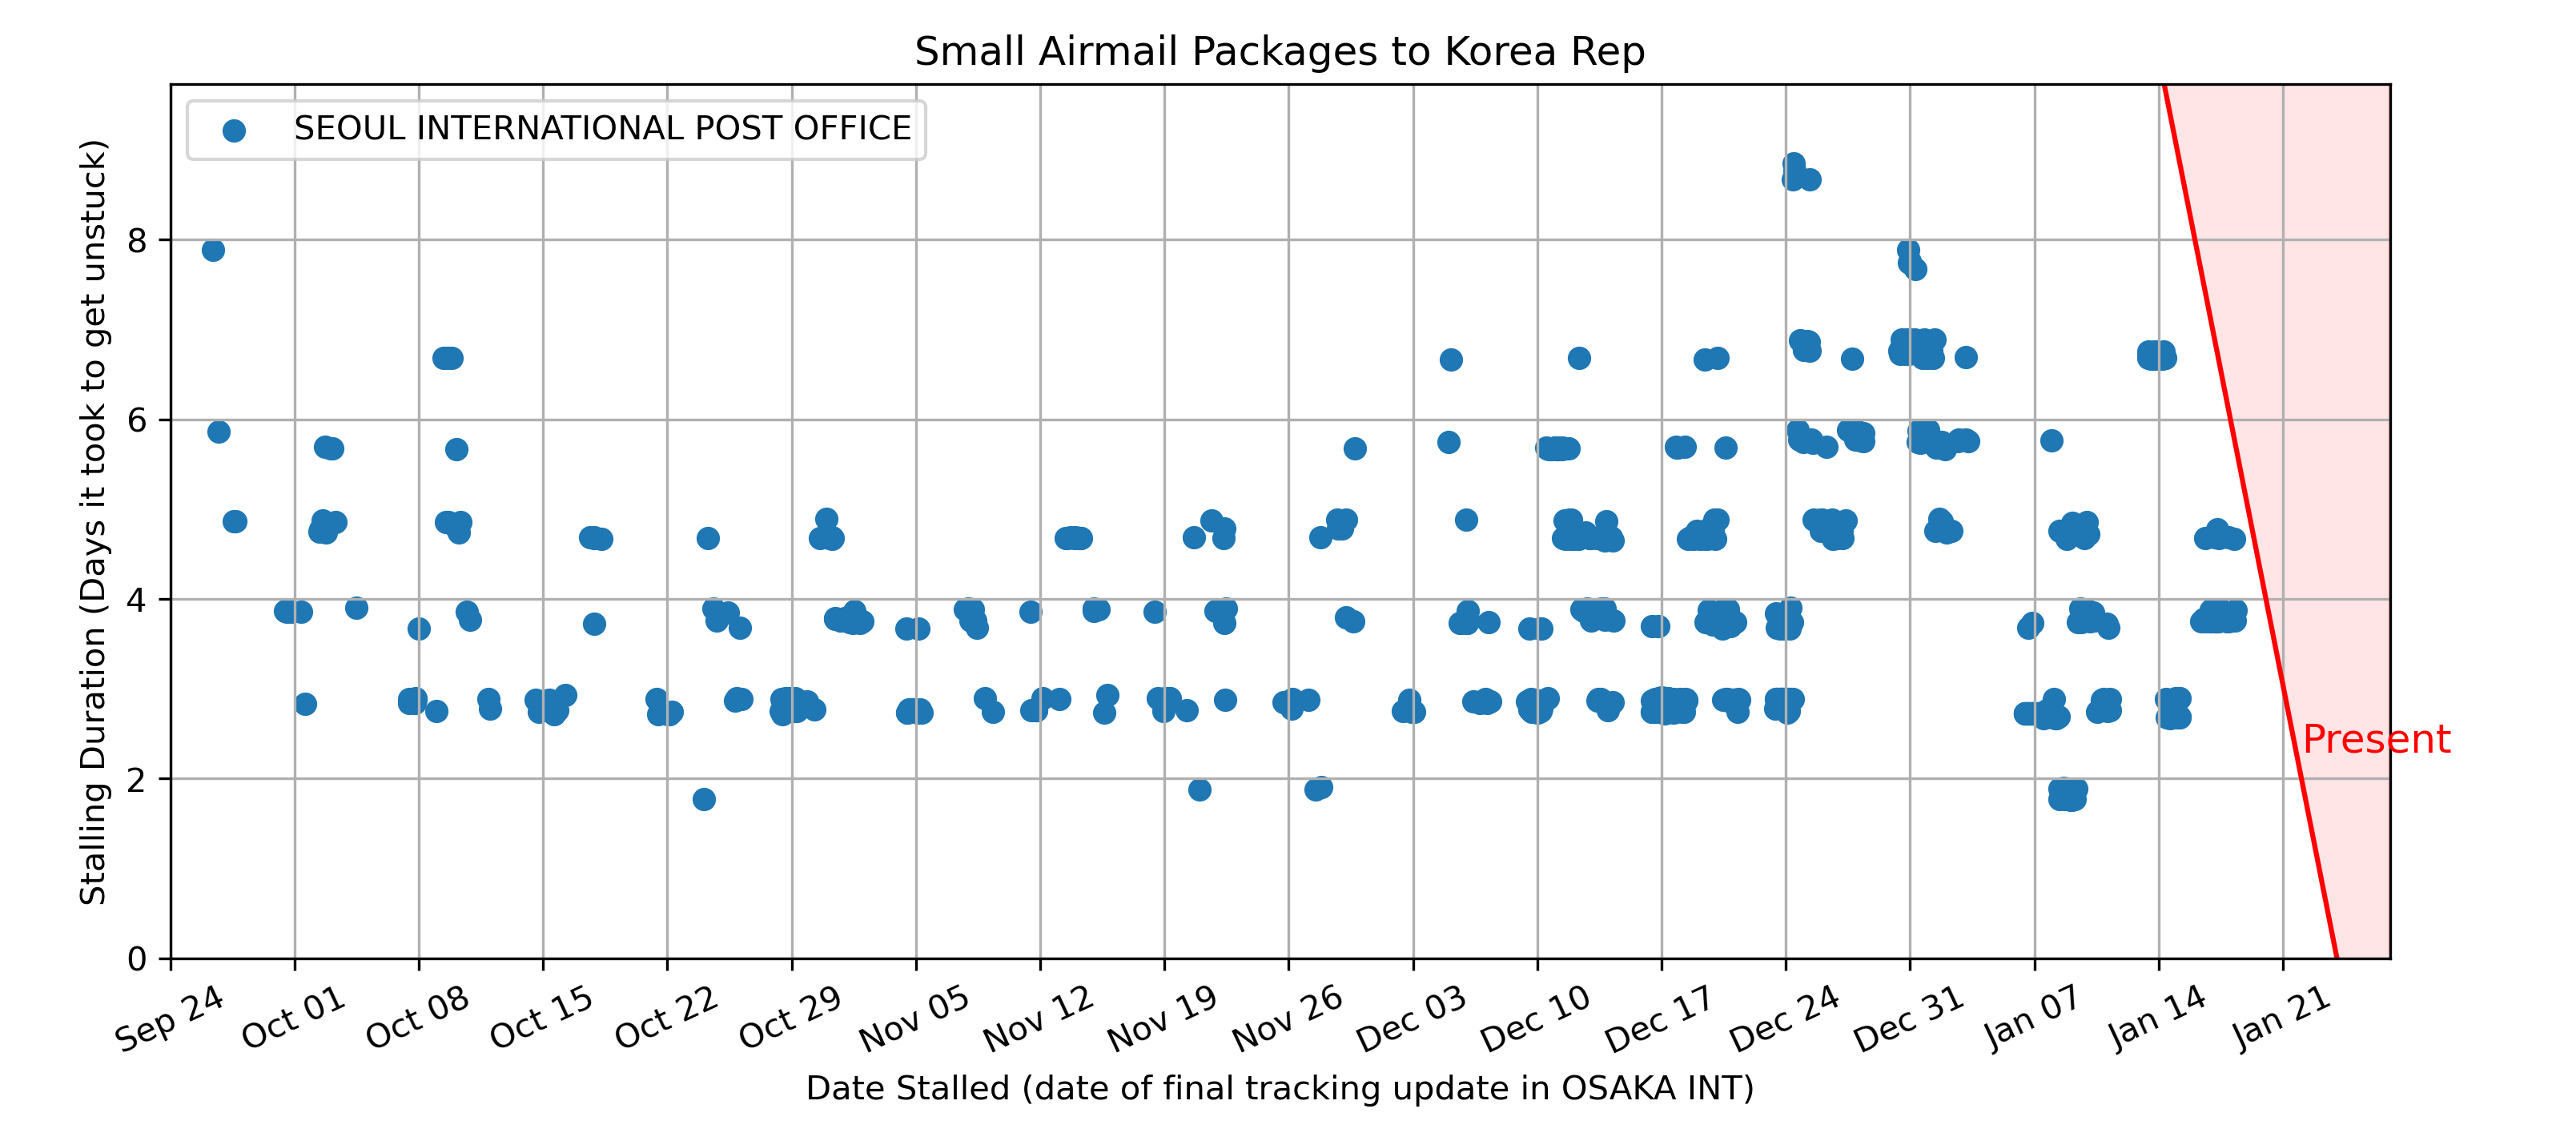 Small Airmail Packages to Korea Rep
SEOUL INTERNATIONAL POST OFFICE
Stalling Duration (Days it took to get unstuck)
8
6
4
2
0
Present
Sep 24
Oct 01
Oct 08
Oct 15
Oct 22
Oct 29
Nov 05
Nov 12
Nov 19
Nov 26
Dec 03
Dec 10
Dec 17
Dec 24
Dec 31
Jan 07
Jan 14
Jan 21
Date Stalled (date of final tracking update in OSAKA INT)